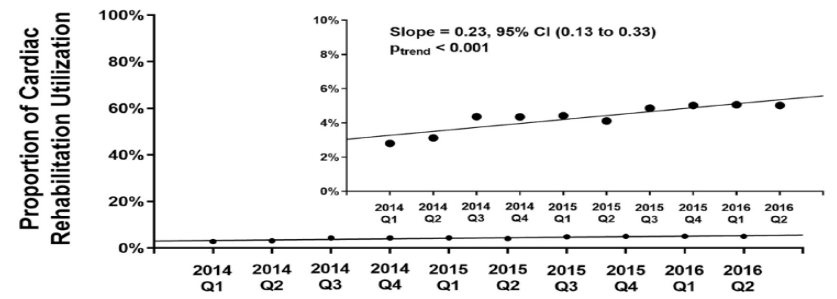 Proportion of Cardiac
Rehabilitation Utilization
100%
80%
60%
40%
20%
0%
2014 2014 2014 2014 2015 2015 2015 2015 2016 2016
Q1 Q2 Q3 Q4 Q1 Q2 Q3 Q4 Q1 Q2
10%
8%
6%
4%
2%
0%
Slope = 0.23, 95% CI (0.13 to 0.33)
ptrend < 0.001
2014 2014 2014 2014 2015 2015 2015 2015 2016 2016
Q1 Q2 Q3 Q4 Q1 Q2 Q3 Q4 Q1 Q2